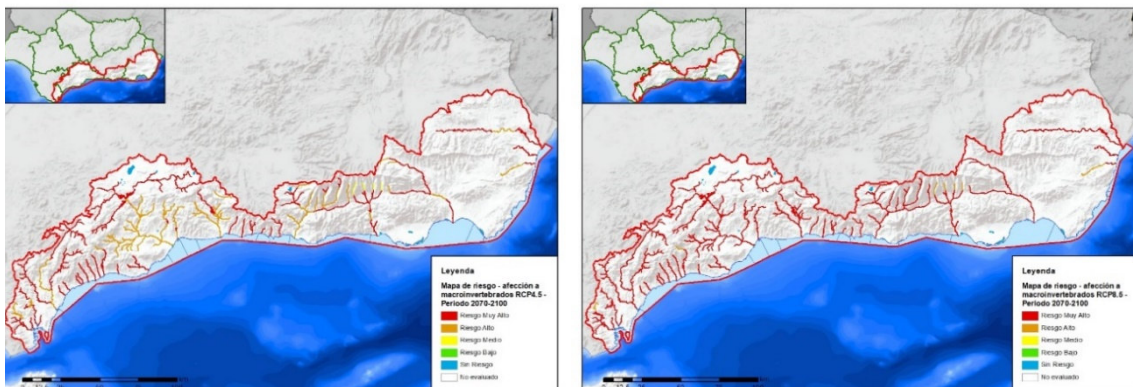 Leyenda
Mapa de riesgo - afección a
macroinvertebrados RCP4.5 -
Periodo 2070-2100
Riesgo Muy Alto
Riesgo Alto
Riesgo Medio
Riesgo Bajo
Sin Riesgo
No evaluado
Leyenda
Mapa de riesgo - afección a
macroinvertebrados RCP8.5 -
Periodo 2070-2100
Riesgo Muy Alto
Riesgo Alto
Riesgo Medio
Riesgo Bajo
Sin Riesgo
No evaluado